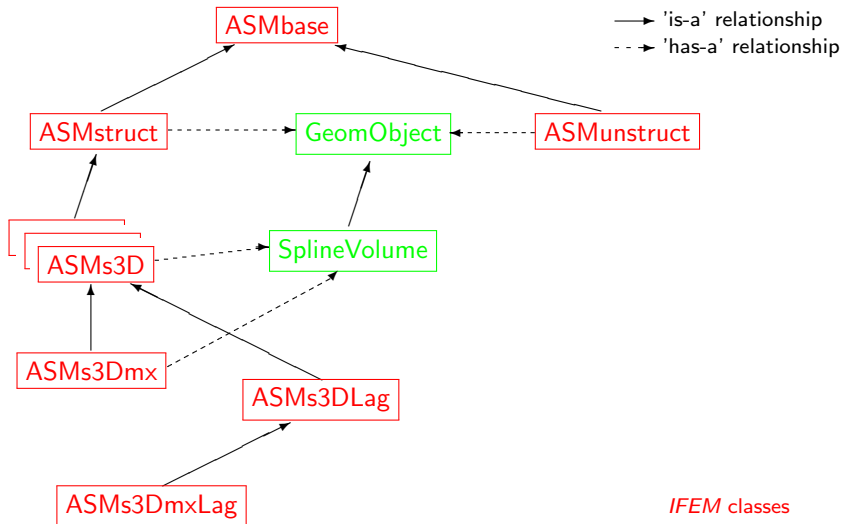 ASMbase
'is-a' relationship
'has-a' relationship
ASMstruct
GeomObject
ASMunstruct
SplineVolume
ASMs3D
ASMs3Dmx
ASMs3DLag
ASMs3DmxLag
IFEM classes